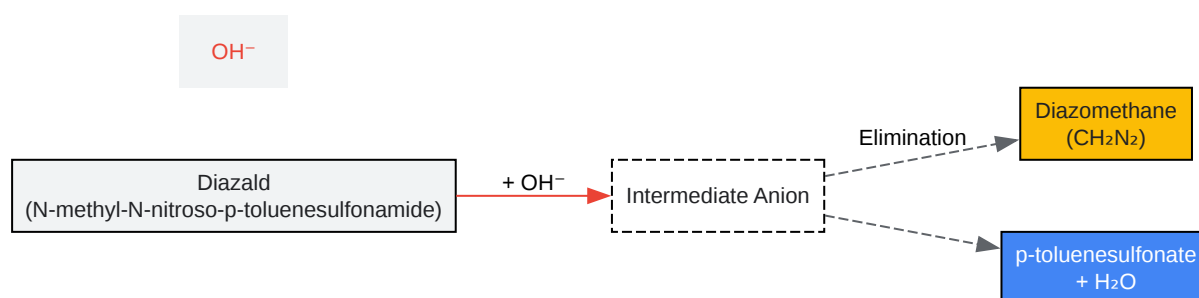 OH⁻
Diazald
(N-methyl-N-nitroso-p-toluenesulfonamide)
+ OH⁻
Intermediate Anion
Elimination
Diazomethane
(CH₂N₂)
p-toluenesulfonate
+ H₂O